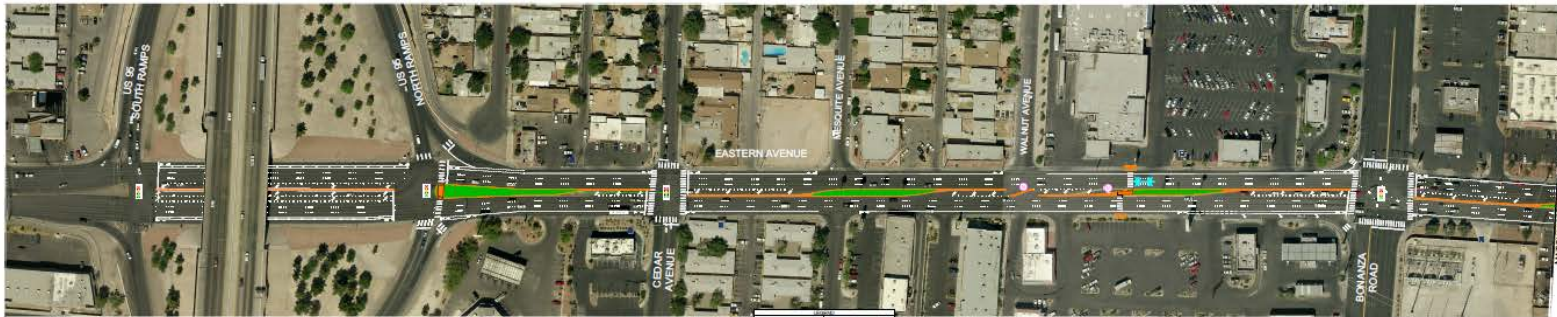 US 95
SOUTH RAMPS
US 95
NORTH RAMPS
CEDAR
AVENUE
EASTERN AVENUE
MESQUITE AVENUE
WALNUT AVENUE
BONANZA
ROAD